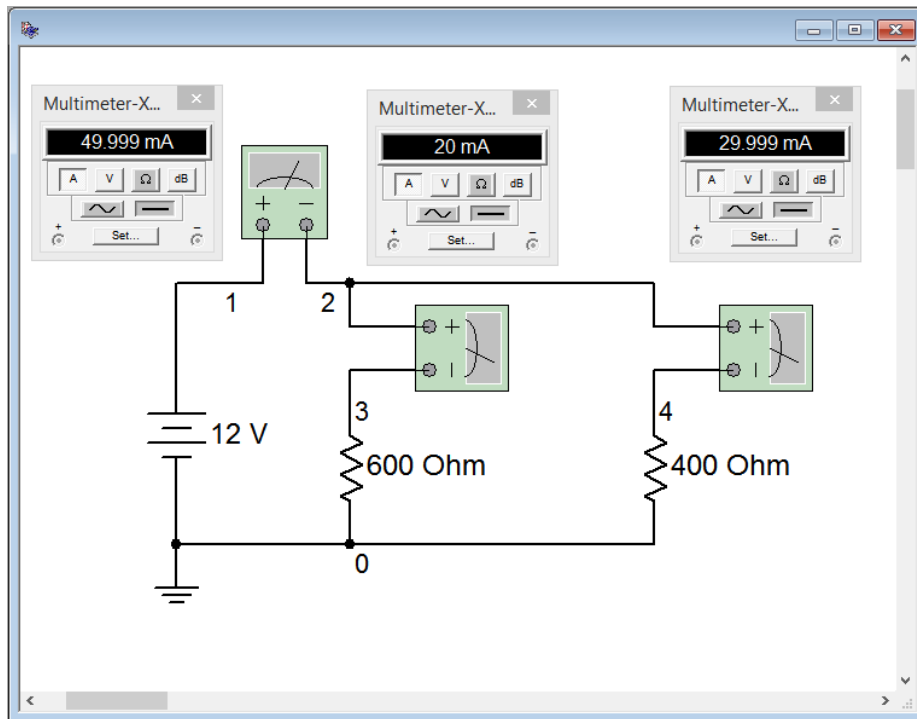 Multimeter-X...
49.999 mA
A V Ω dB
+ Set... −
Multimeter-X...
20 mA
A V Ω dB
+ Set... −
Multimeter-X...
29.999 mA
A V Ω dB
+ Set... −
+ −
1 2
+
−
+
−
3 4
12 V
600 Ohm
400 Ohm
0